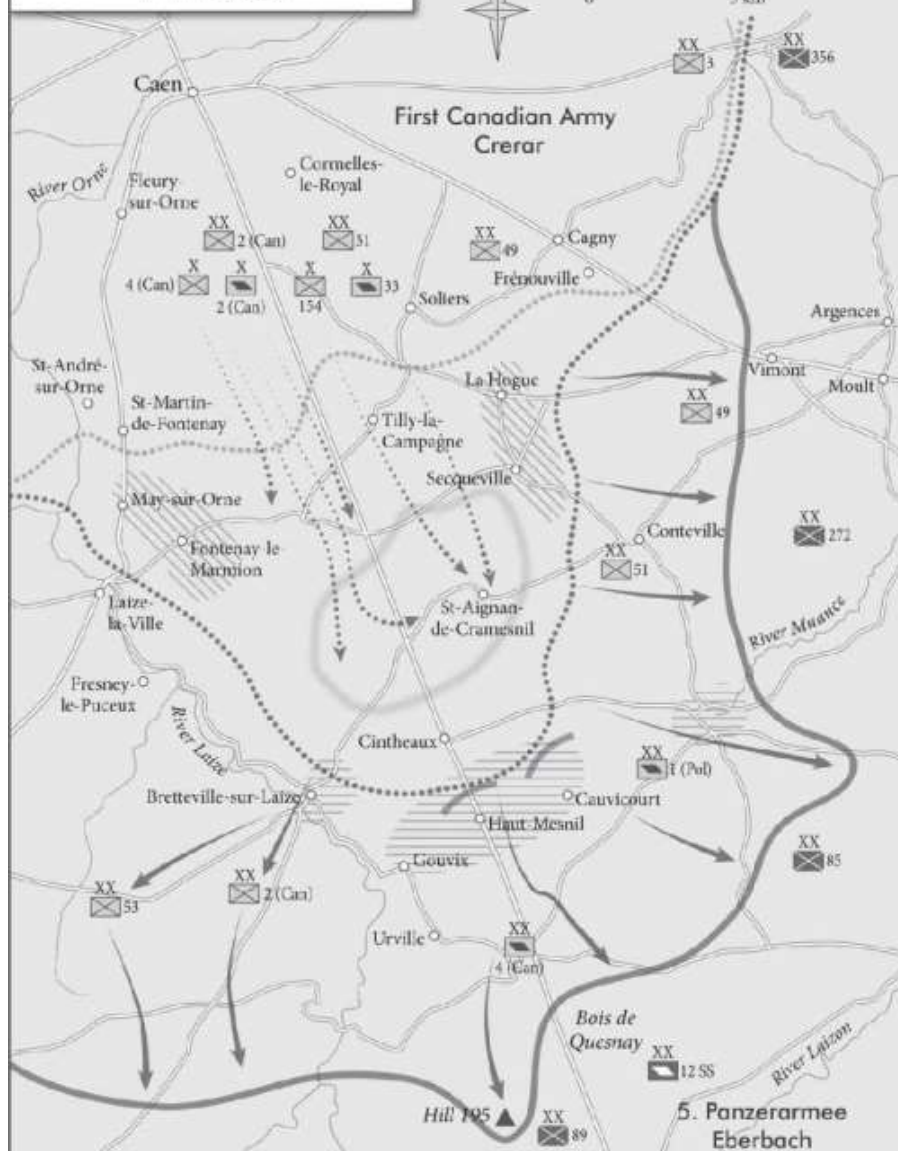 XX
3
XX
356
Caen
First Canadian Army
Crerar
River Orne
Fleury-
sur-Orne
Cormelles-
le-Royal
XX
2 (Can)
XX
51
XX
49
Cagny
Frénouville
X
4 (Can)
X
2 (Can)
X
154
X
33
Soliers
Argences
St-André-
sur-Orne
St-Martin-
de-Fontenay
La Hogue
Vimont
Moult
XX
49
Tilly-la-
Campagne
Secqueville
May-sur-Orne
Fontenay-le-
Marmion
Conteville
XX
272
XX
51
Laize-
la-Ville
St-Aignan-
de-Cramesnil
River Muance
Fresney-
le-Puceux
River Laize
Cintheaux
XX
1 (Pol)
Bretteville-sur-Laize
Cauvicourt
Haut-Mesnil
Gouvix
XX
85
XX
53
XX
2 (Can)
Urville
XX
4 (Can)
Bois de
Quesnay
XX
12 SS
River Laizon
Hill 195
XX
89
5. Panzerarmee
Eberbach